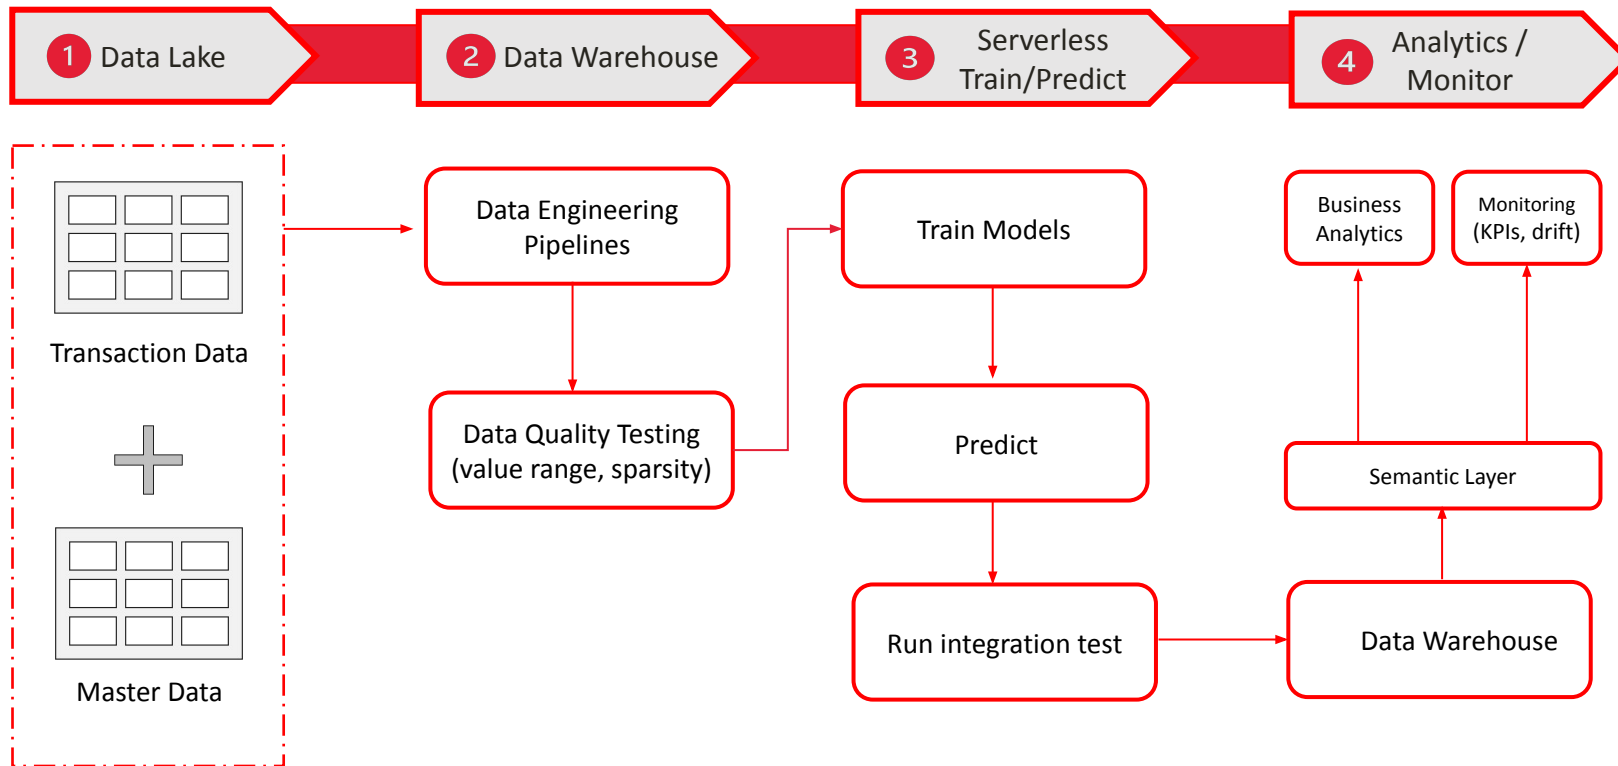 1 Data Lake
2 Data Warehouse
3 Serverless
Train/Predict
4 Analytics /
Monitor
Transaction Data
Master Data
Data Engineering
Pipelines
Data Quality Testing
(value range, sparsity)
Train Models
Predict
Run integration test
Business
Analytics
Monitoring
(KPIs, drift)
Semantic Layer
Data Warehouse